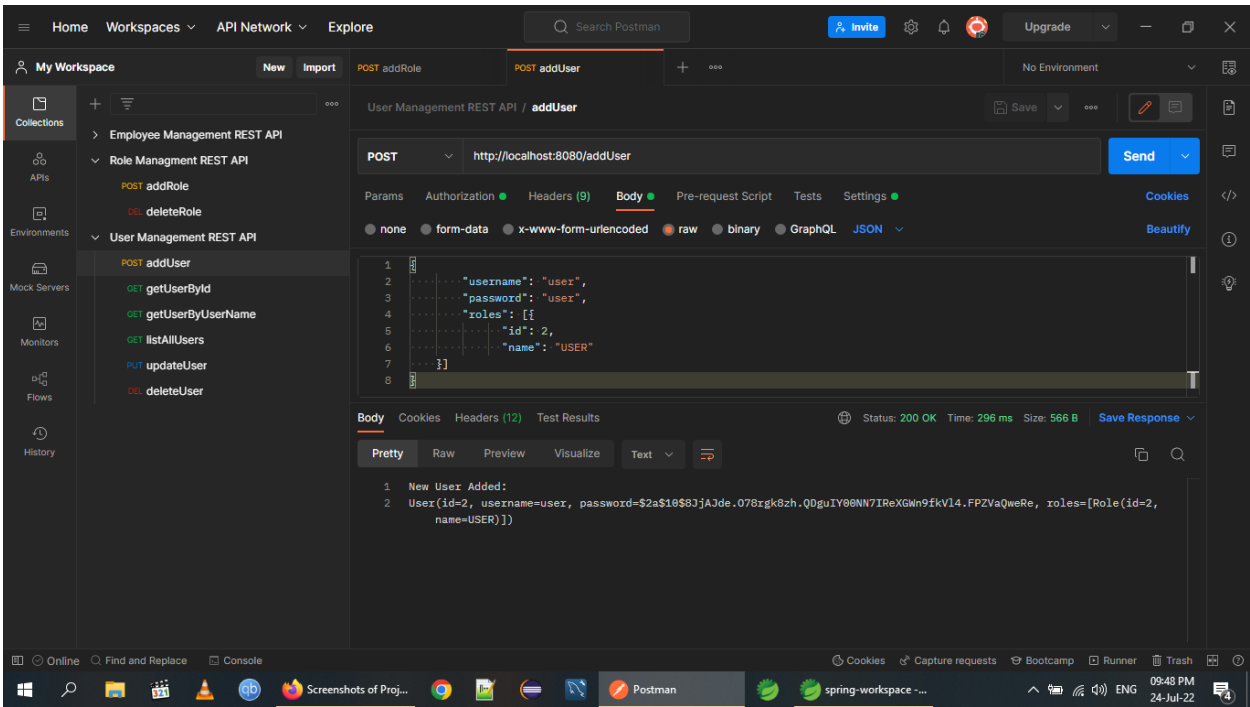 Home Workspaces API Network Explore Search Postman Invite Upgrade
My Workspace New Import POST addRole POST addUser No Environment
Collections
APIs
Environments
Mock Servers
Monitors
Flows
History
Employee Management REST API
Role Managment REST API
POST addRole
DEL deleteRole
User Management REST API
POST addUser
GET getUserById
GET getUserByUserName
GET listAllUsers
PUT updateUser
DEL deleteUser
User Management REST API / addUser Save
POST http://localhost:8080/addUser Send
Params Authorization Headers (9) Body Pre-request Script Tests Settings Cookies
none form-data x-www-form-urlencoded raw binary GraphQL JSON Beautify
1 {
2 "username": "user",
3 "password": "user",
4 "roles": [{
5 "id": 2,
6 "name": "USER"
7 }]
8 }
Body Cookies Headers (12) Test Results Status: 200 OK Time: 296 ms Size: 566 B Save Response
Pretty Raw Preview Visualize Text
1 New User Added:
2 User(id=2, username=user, password=$2a$10$8JjAJde.O78rgk8zh.QDguIY00NN7IReXGWn9fkVl4.FPZVaQweRe, roles=[Role(id=2,
name=USER)])
Online Find and Replace Console Cookies Capture requests Bootcamp Runner Trash
321 qb Screenshots of Proj... Postman spring-workspace -... ENG 09:48 PM
24-Jul-22 4